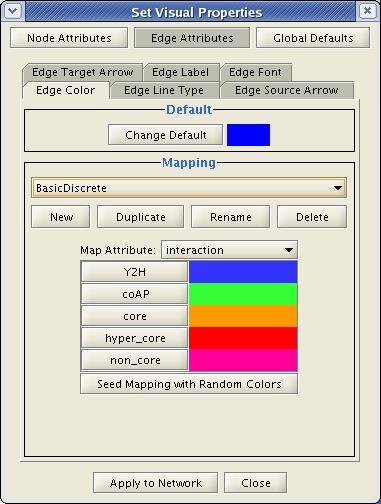 Set Visual Properties
Node Attributes Edge Attributes Global Defaults
Edge Target Arrow Edge Label Edge Font
Edge Color Edge Line Type Edge Source Arrow
Default
Change Default
Mapping
BasicDiscrete
New Duplicate Rename Delete
Map Attribute: interaction
Y2H
coAP
core
hyper_core
non_core
Seed Mapping with Random Colors
Apply to Network Close